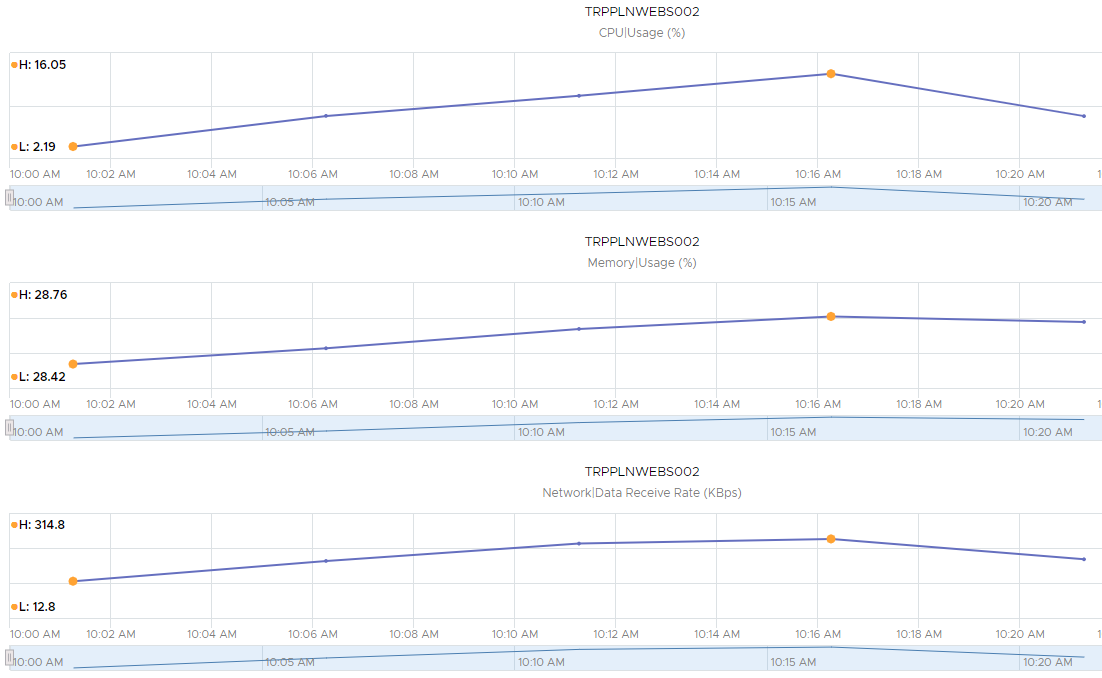 TRPPLNWEBS002
CPU|Usage (%)
H: 16.05
L: 2.19
10:00 AM 10:02 AM 10:04 AM 10:06 AM 10:08 AM 10:10 AM 10:12 AM 10:14 AM 10:16 AM 10:18 AM 10:20 AM 1
10:00 AM 10:05 AM 10:10 AM 10:15 AM 10:20 AM
TRPPLNWEBS002
Memory|Usage (%)
H: 28.76
L: 28.42
10:00 AM 10:02 AM 10:04 AM 10:06 AM 10:08 AM 10:10 AM 10:12 AM 10:14 AM 10:16 AM 10:18 AM 10:20 AM 1
10:00 AM 10:05 AM 10:10 AM 10:15 AM 10:20 AM
TRPPLNWEBS002
Network|Data Receive Rate (KBps)
H: 314.8
L: 12.8
10:00 AM 10:02 AM 10:04 AM 10:06 AM 10:08 AM 10:10 AM 10:12 AM 10:14 AM 10:16 AM 10:18 AM 10:20 AM 1
10:00 AM 10:05 AM 10:10 AM 10:15 AM 10:20 AM